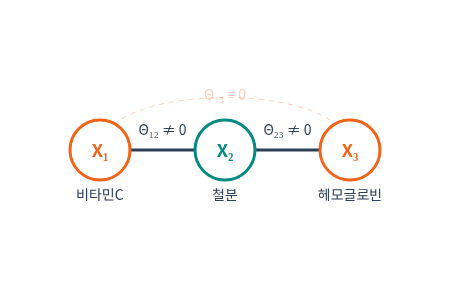 Θ₁₃ = 0
Θ₁₂ ≠ 0
Θ₂₃ ≠ 0
X₁
X₂
X₃
비타민C
철분
헤모글로빈